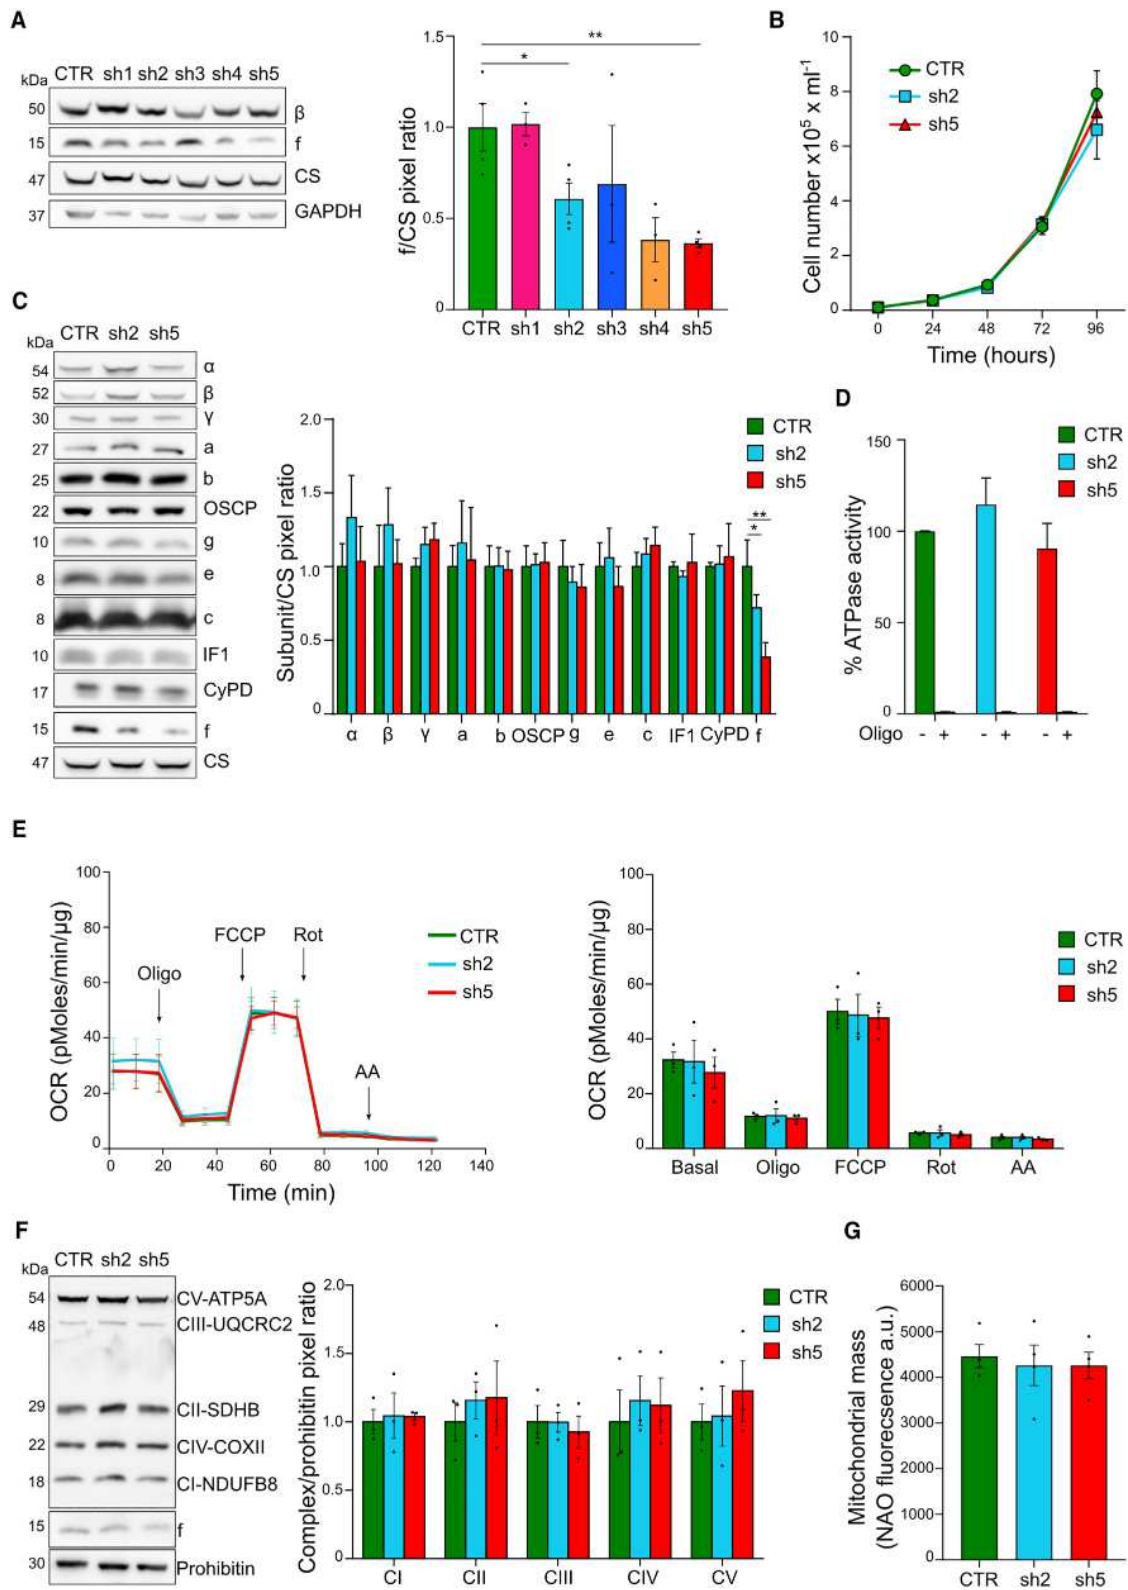 A
kDa CTR sh1 sh2 sh3 sh4 sh5
50 β
15 f
47 CS
37 GAPDH
f/CS pixel ratio
1.5
1.0
0.5
0
*
**
CTR sh1 sh2 sh3 sh4 sh5
B
Cell number x10⁵ x ml⁻¹
10
8
6
4
2
0
CTR
sh2
sh5
0 24 48 72 96
Time (hours)
C
kDa CTR sh2 sh5
54 α
52 β
30 γ
27 a
25 b
22 OSCP
10 g
8 e
8 c
10 IF1
17 CyPD
15 f
47 CS
Subunit/CS pixel ratio
2.0
1.5
1.0
0.5
0
CTR
sh2
sh5
**
*
α β γ a b OSCP g e c IF1 CyPD f
D
% ATPase activity
150
100
50
0
CTR
sh2
sh5
Oligo - + - + - +
E
OCR (pMoles/min/µg)
100
80
60
40
20
0
Oligo
FCCP
Rot
AA
CTR
sh2
sh5
0 20 40 60 80 100 120 140
Time (min)
OCR (pMoles/min/µg)
100
80
60
40
20
0
CTR
sh2
sh5
Basal Oligo FCCP Rot AA
F
kDa CTR sh2 sh5
54 CV-ATP5A
48 CIII-UQCRC2
29 CII-SDHB
22 CIV-COXII
18 CI-NDUFB8
15 f
30 Prohibitin
Complex/prohibitin pixel ratio
2.0
1.5
1.0
0.5
0
CTR
sh2
sh5
CI CII CIII CIV CV
G
Mitochondrial mass
(NAO fluorecsence a.u.)
6000
5000
4000
3000
2000
1000
0
CTR sh2 sh5